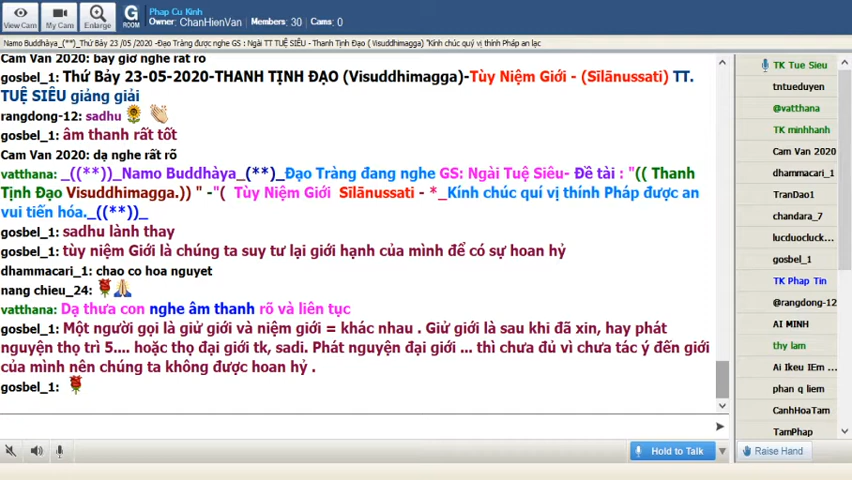 View Cam
My Cam
Enlarge
G
ROOM
Phap Cu Kinh
Owner: ChanHienVan Members: 30 Cams: 0
Namo Buddhàya_(**)_Thứ Bảy 23 /05 /2020 -Đạo Tràng được nghe GS : Ngài TT TUỆ SIÊU - Thanh Tịnh Đạo ( Visuddhimagga) "Kính chúc quý vị thính Pháp an lạc
Cam Van 2020: bây giờ nghe rất rõ
gosbel_1: Thứ Bảy 23-05-2020-THANH TỊNH ĐẠO (Visuddhimagga)-Tùy Niệm Giới - (Sīlānussati) TT.
TUỆ SIÊU giảng giải
rangdong-12: sadhu
gosbel_1: âm thanh rất tốt
Cam Van 2020: dạ nghe rất rõ
vatthana: _((**))_Namo Buddhàya_(**)_Đạo Tràng đang nghe GS: Ngài Tuệ Siêu- Đề tài : "(( Thanh
Tịnh Đạo Visuddhimagga.)) " -"( Tùy Niệm Giới Sīlānussati - *_Kính chúc quí vị thính Pháp được an
vui tiến hóa._((**))_
gosbel_1: sadhu lành thay
gosbel_1: tùy niệm Giới là chúng ta suy tư lại giới hạnh của mình để có sự hoan hỷ
dhammacari_1: chao co hoa nguyet
nang chieu_24:
vatthana: Dạ thưa con nghe âm thanh rõ và liên tục
gosbel_1: Một người gọi là giử giới và niệm giới = khác nhau . Giử giới là sau khi đã xin, hay phát
nguyện thọ trì 5.... hoặc thọ đại giới tk, sadi. Phát nguyện đại giới ... thì chưa đủ vì chưa tác ý đến giới
của mình nên chúng ta không được hoan hỷ .
gosbel_1:
Hold to Talk
TK Tue Sieu
tntueduyen
@vatthana
TK minhhanh
Cam Van 2020
dhammacari_1
TranDao1
chandara_7
lucduocluck...
gosbel_1
TK Phap Tin
@rangdong-12
AI MINH
thy lam
Ai Ikeu IEm ...
phan q liem
CanhHoaTam
TamPhap
Raise Hand